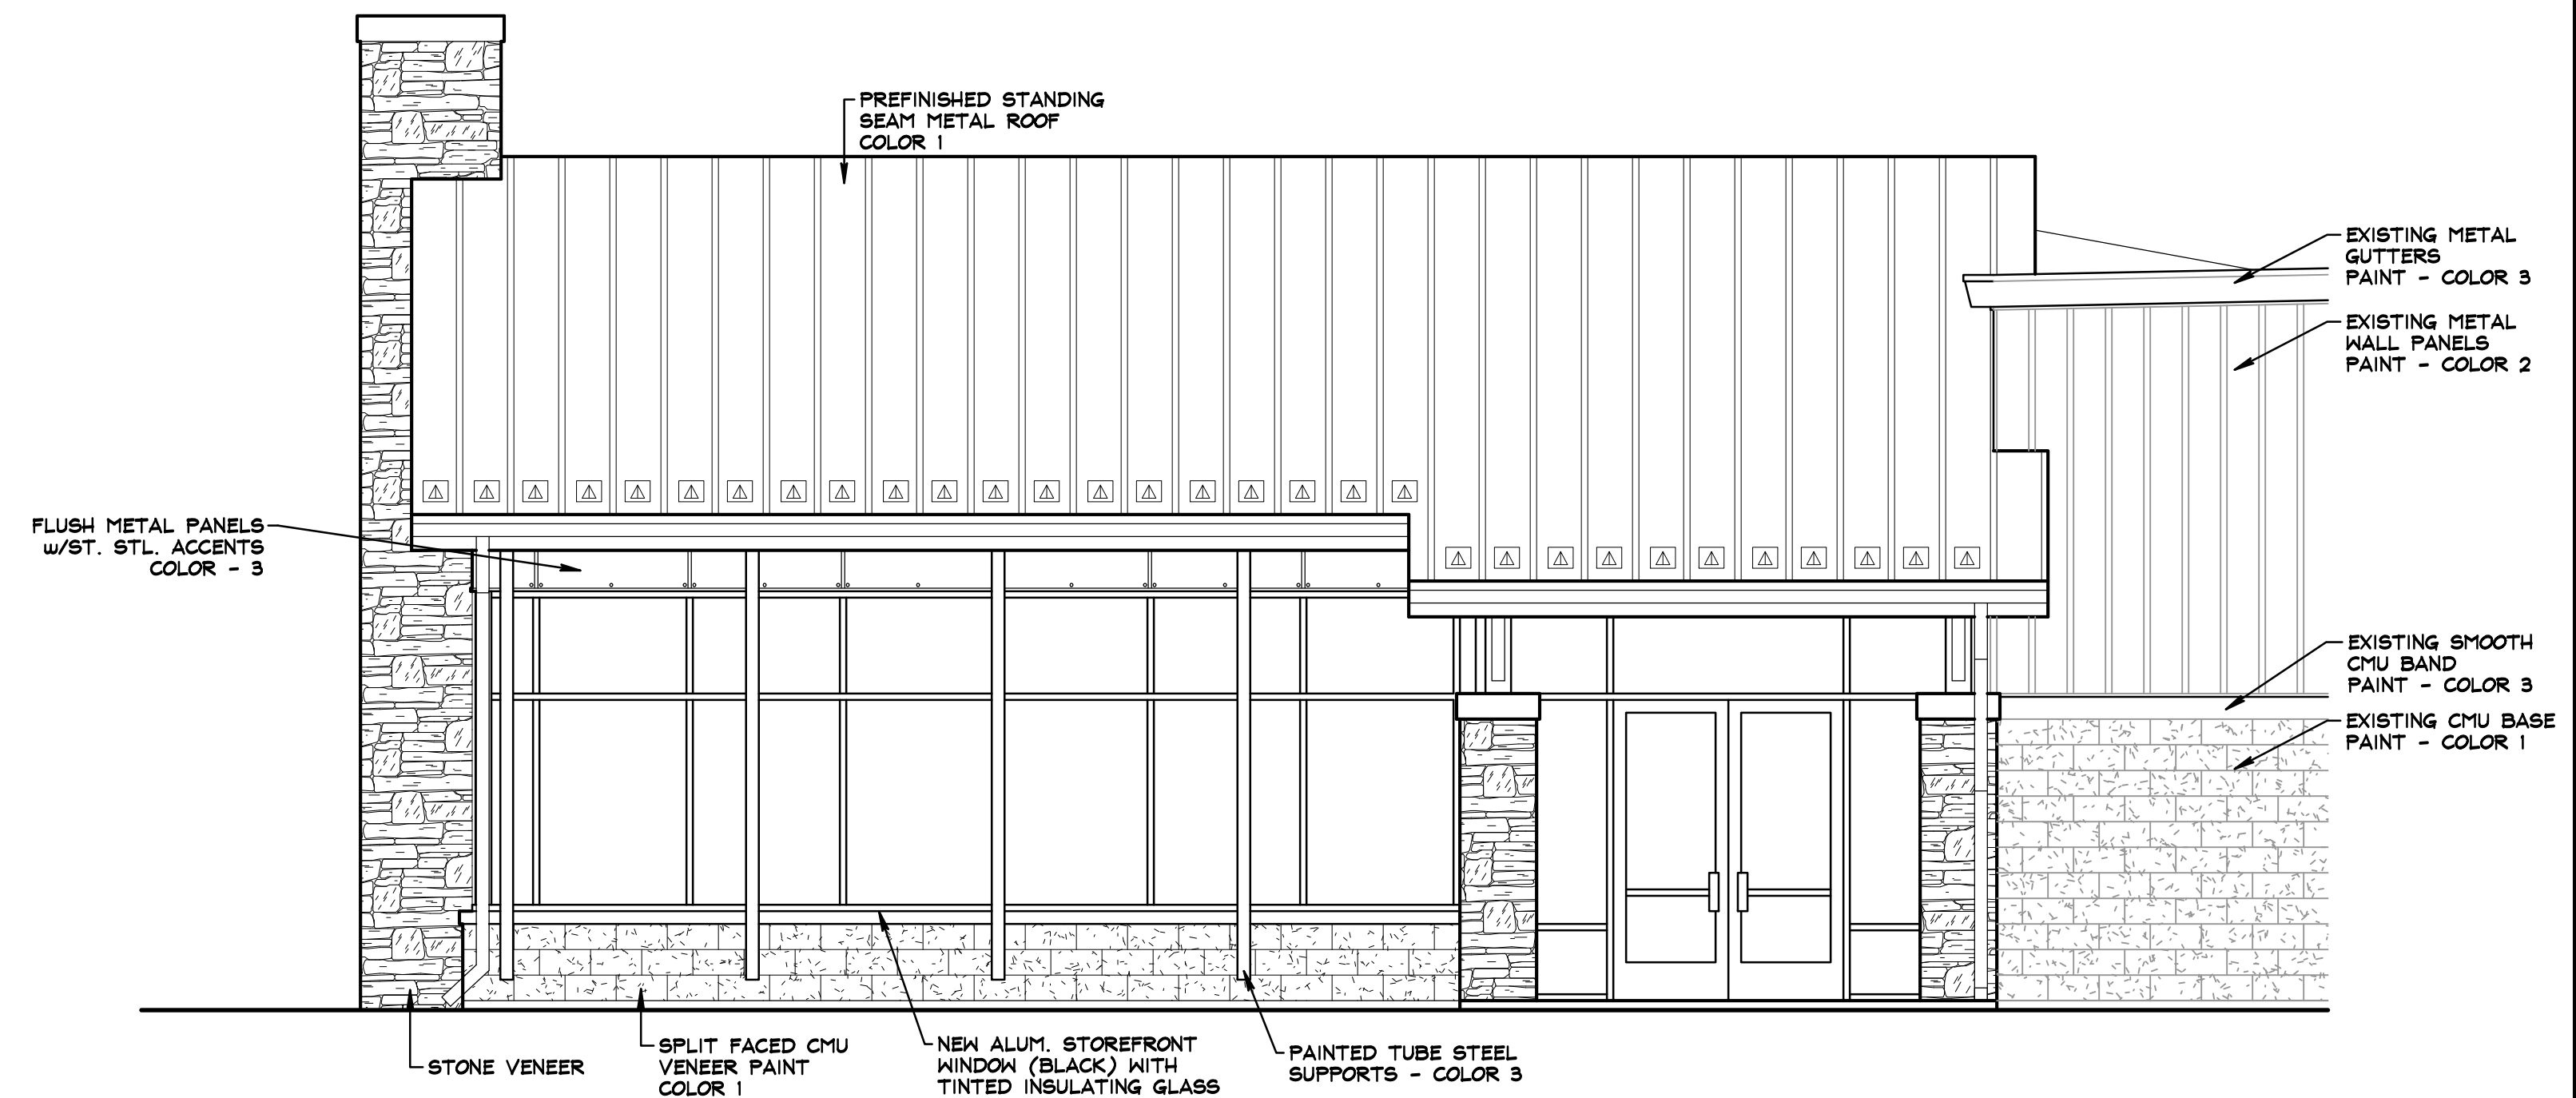 PREFINISHED STANDING
SEAM METAL ROOF
COLOR 1
EXISTING METAL
GUTTERS
PAINT - COLOR 3
EXISTING METAL
WALL PANELS
PAINT - COLOR 2
FLUSH METAL PANELS
w/ST. STL. ACCENTS
COLOR - 3
EXISTING SMOOTH
CMU BAND
PAINT - COLOR 3
EXISTING CMU BASE
PAINT - COLOR 1
STONE VENEER
SPLIT FACED CMU
VENEER PAINT
COLOR 1
NEW ALUM. STOREFRONT
WINDOW (BLACK) WITH
TINTED INSULATING GLASS
PAINTED TUBE STEEL
SUPPORTS - COLOR 3